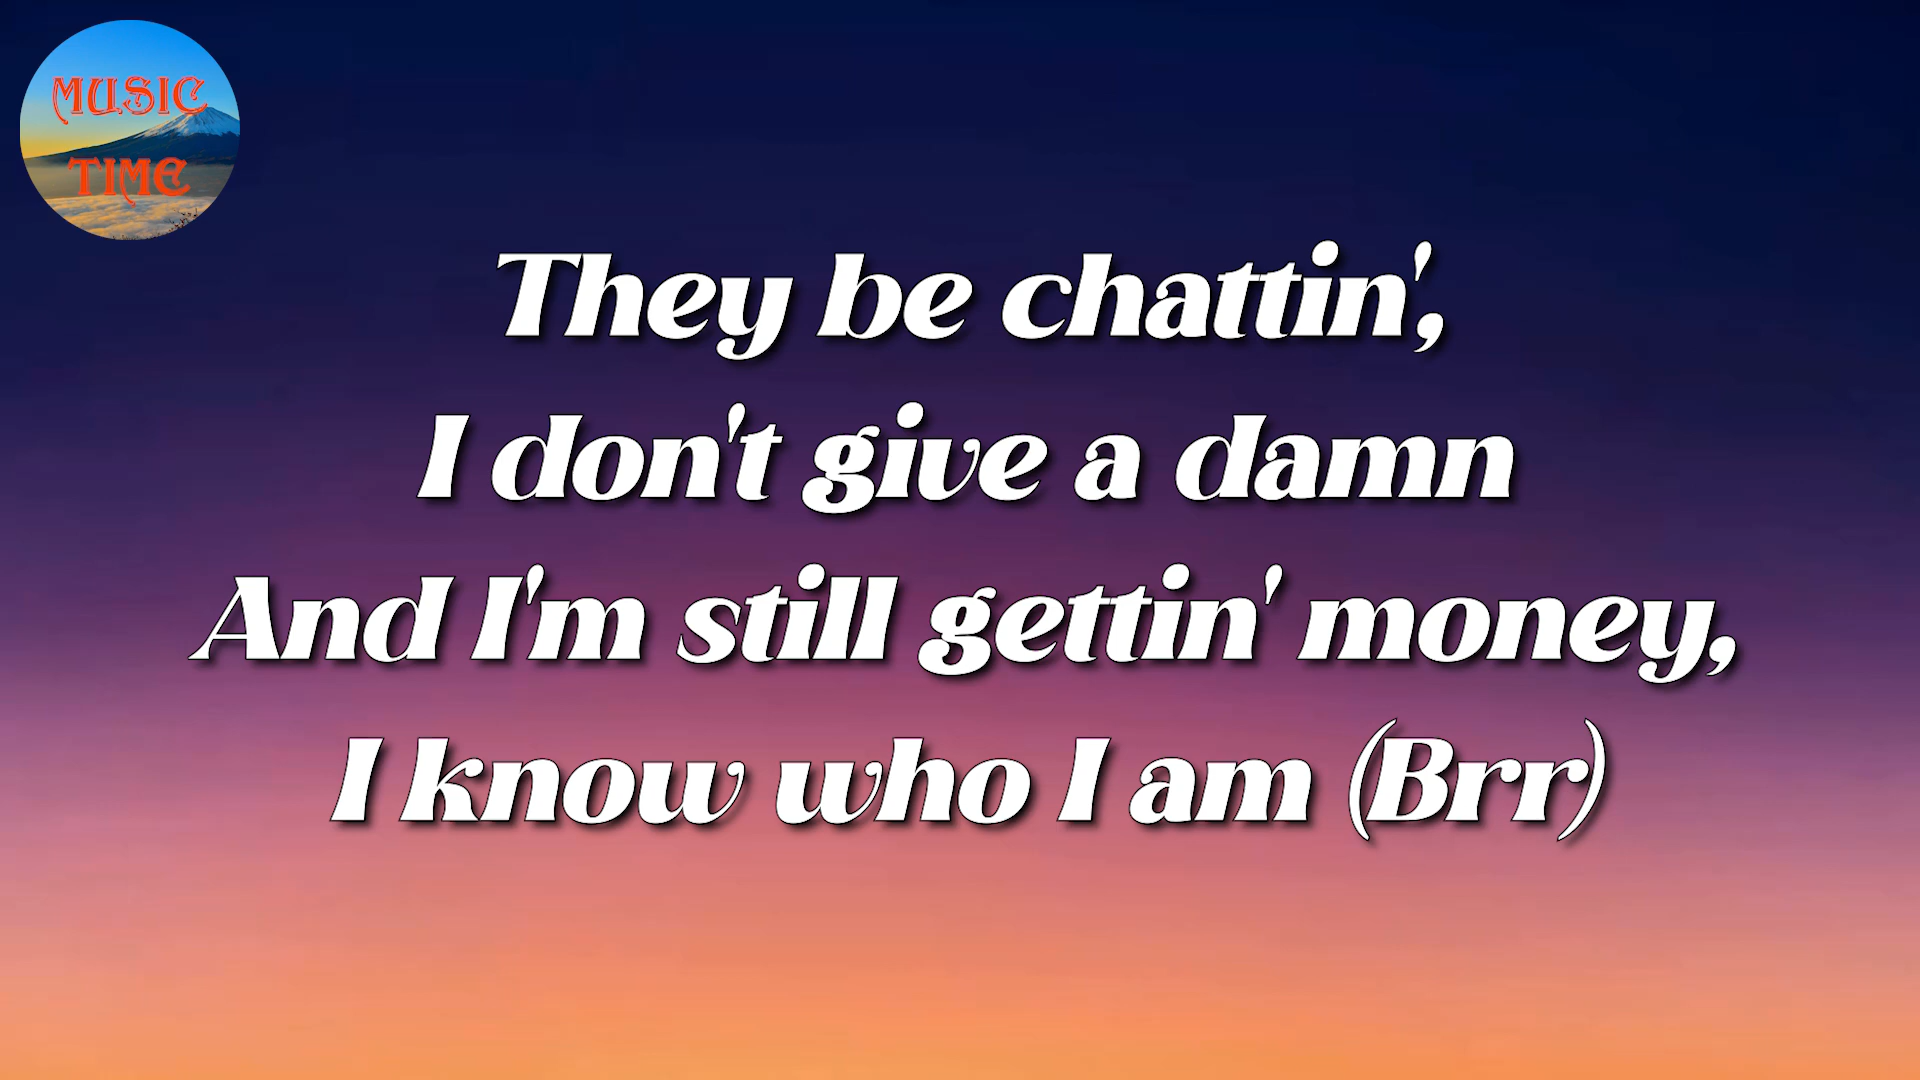 MUSIC
TIME
They be chattin',
I don't give a damn
And I'm still gettin' money,
I know who I am (Brr)